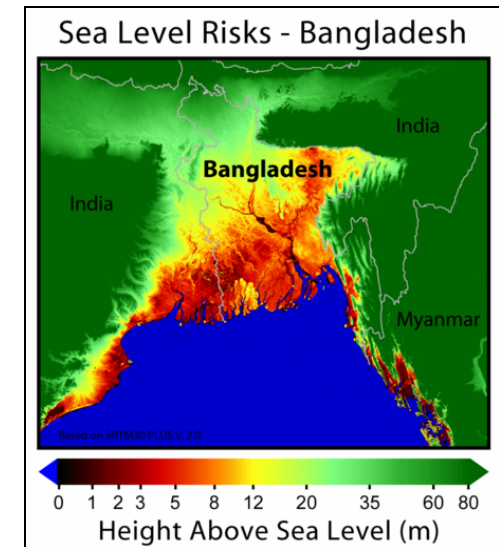 Sea Level Risks - Bangladesh
India
Bangladesh
India
Myanmar
Based on SRTM30 PLUS v. 2.0
0 1 2 3 5 8 12 20 35 60 80
Height Above Sea Level (m)